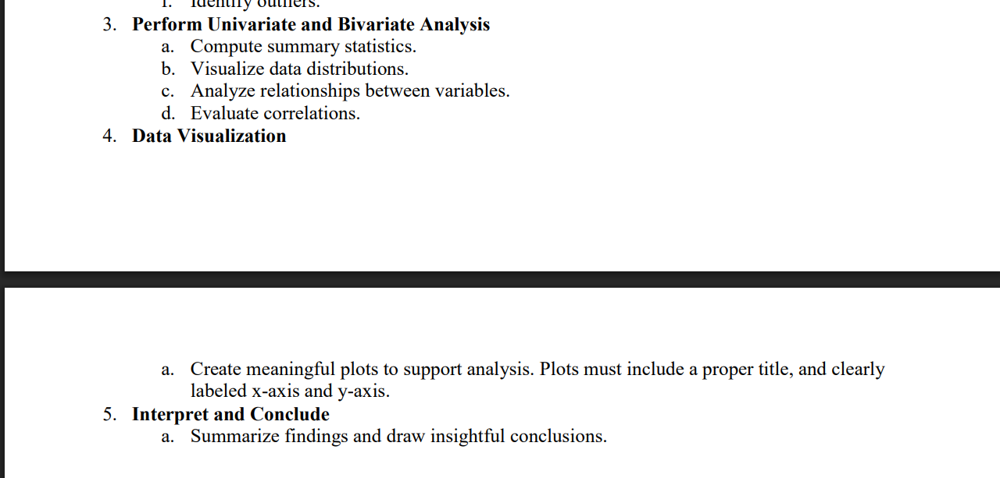 f. Identify outliers.
3. Perform Univariate and Bivariate Analysis
a. Compute summary statistics.
b. Visualize data distributions.
c. Analyze relationships between variables.
d. Evaluate correlations.
4. Data Visualization
a. Create meaningful plots to support analysis. Plots must include a proper title, and clearly
labeled x-axis and y-axis.
5. Interpret and Conclude
a. Summarize findings and draw insightful conclusions.